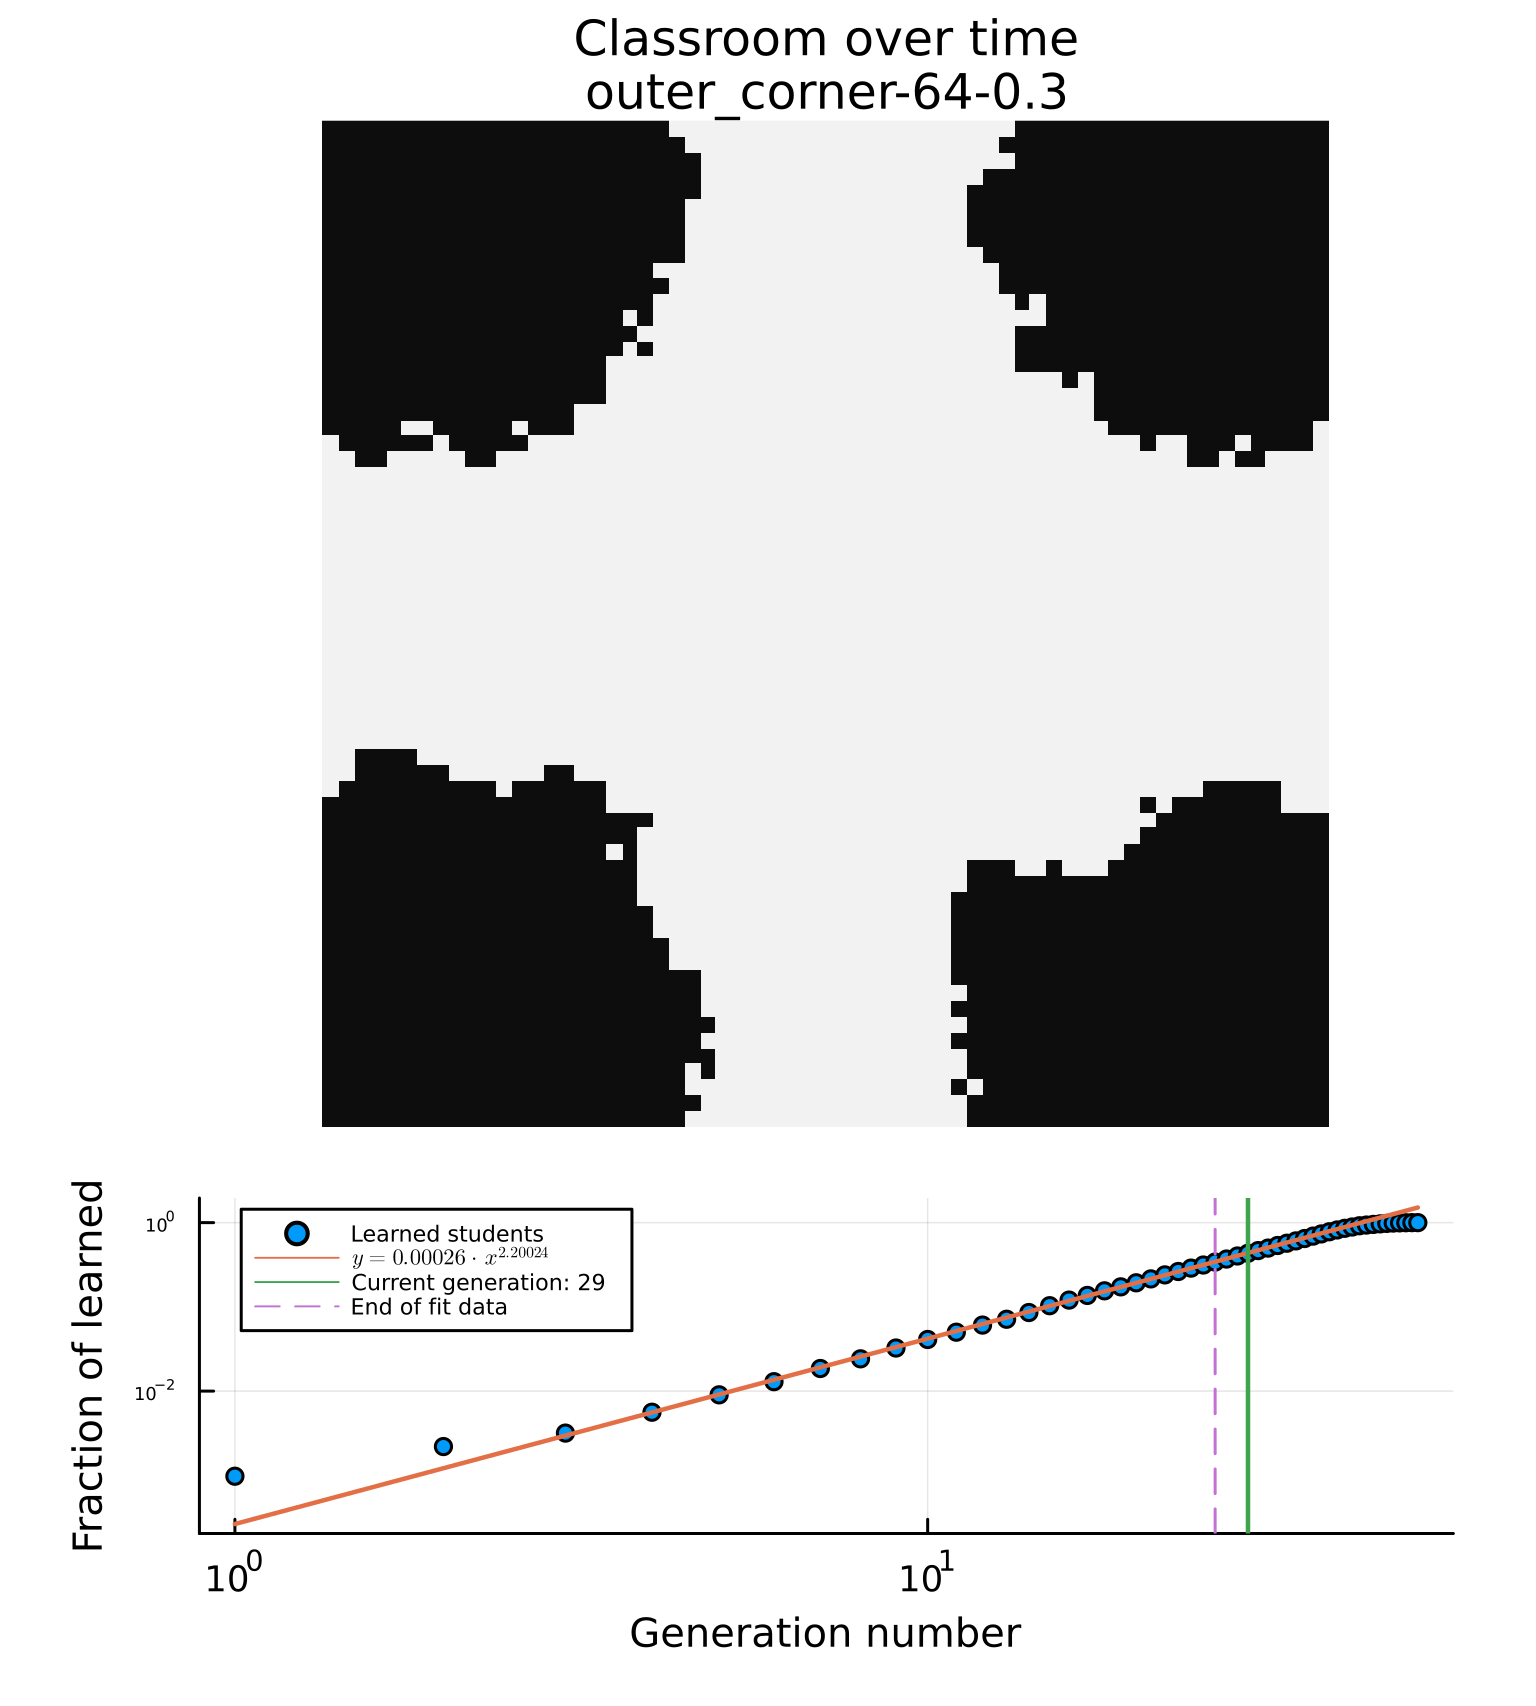 Classroom over time
outer_corner-64-0.3
Fraction of learned
10^0
10^-2
Learned students
y = 0.00026 · x^2.20024
Current generation: 29
End of fit data
10^0
10^1
Generation number